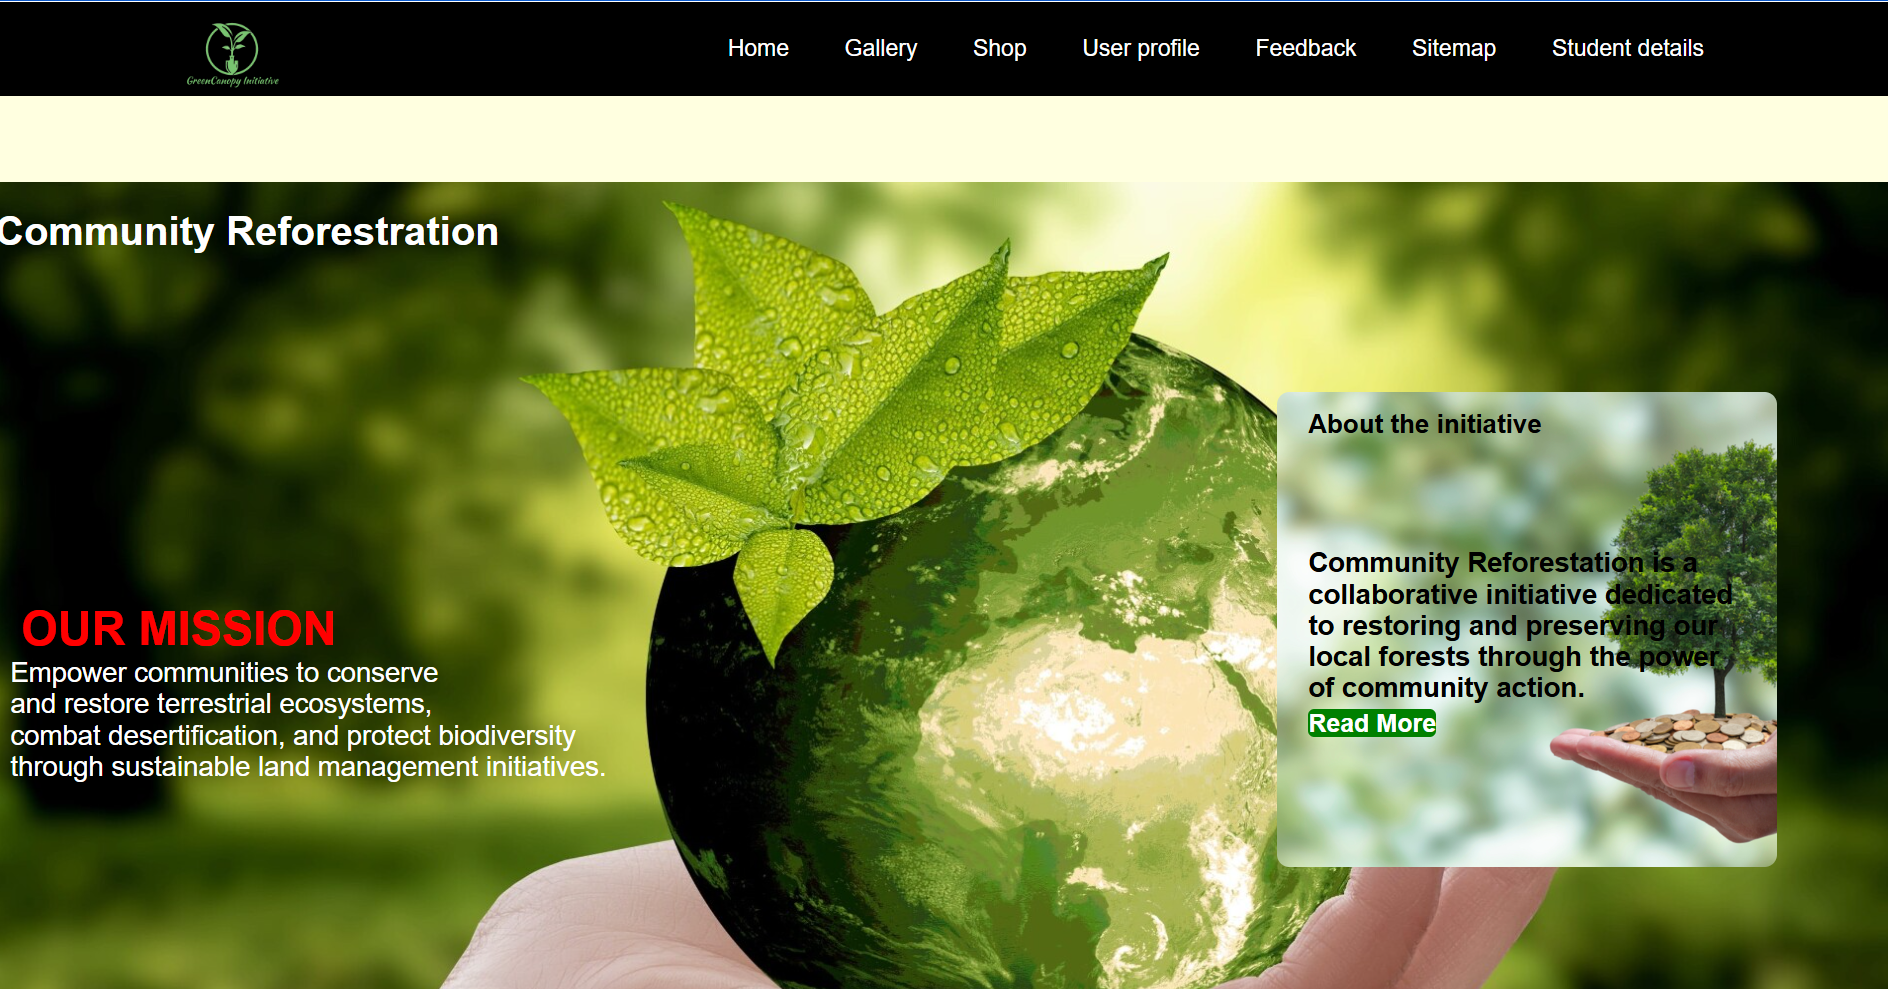 GreenCanopy Initiative
Home Gallery Shop User profile Feedback Sitemap Student details
Community Reforestration
About the initiative
Community Reforestation is a
collaborative initiative dedicated
to restoring and preserving our
local forests through the power
of community action.
Read More
OUR MISSION
Empower communities to conserve
and restore terrestrial ecosystems,
combat desertification, and protect biodiversity
through sustainable land management initiatives.